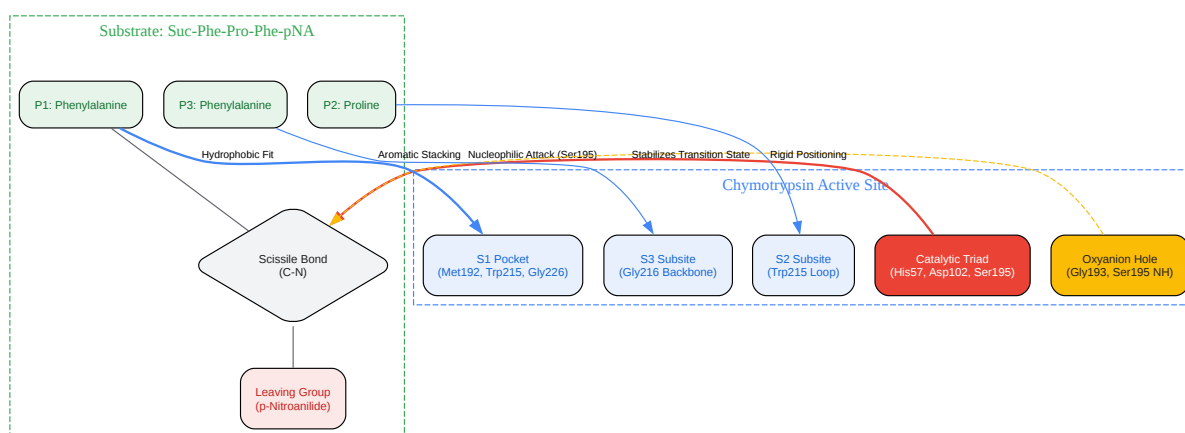 Substrate: Suc-Phe-Pro-Phe-pNA
P1: Phenylalanine
P3: Phenylalanine
P2: Proline
Hydrophobic Fit
Aromatic Stacking
Nucleophilic Attack (Ser195)
Stabilizes Transition State
Rigid Positioning
Chymotrypsin Active Site
Scissile Bond
(C-N)
S1 Pocket
(Met192, Trp215, Gly226)
S3 Subsite
(Gly216 Backbone)
S2 Subsite
(Trp215 Loop)
Catalytic Triad
(His57, Asp102, Ser195)
Oxyanion Hole
(Gly193, Ser195 NH)
Leaving Group
(p-Nitroanilide)